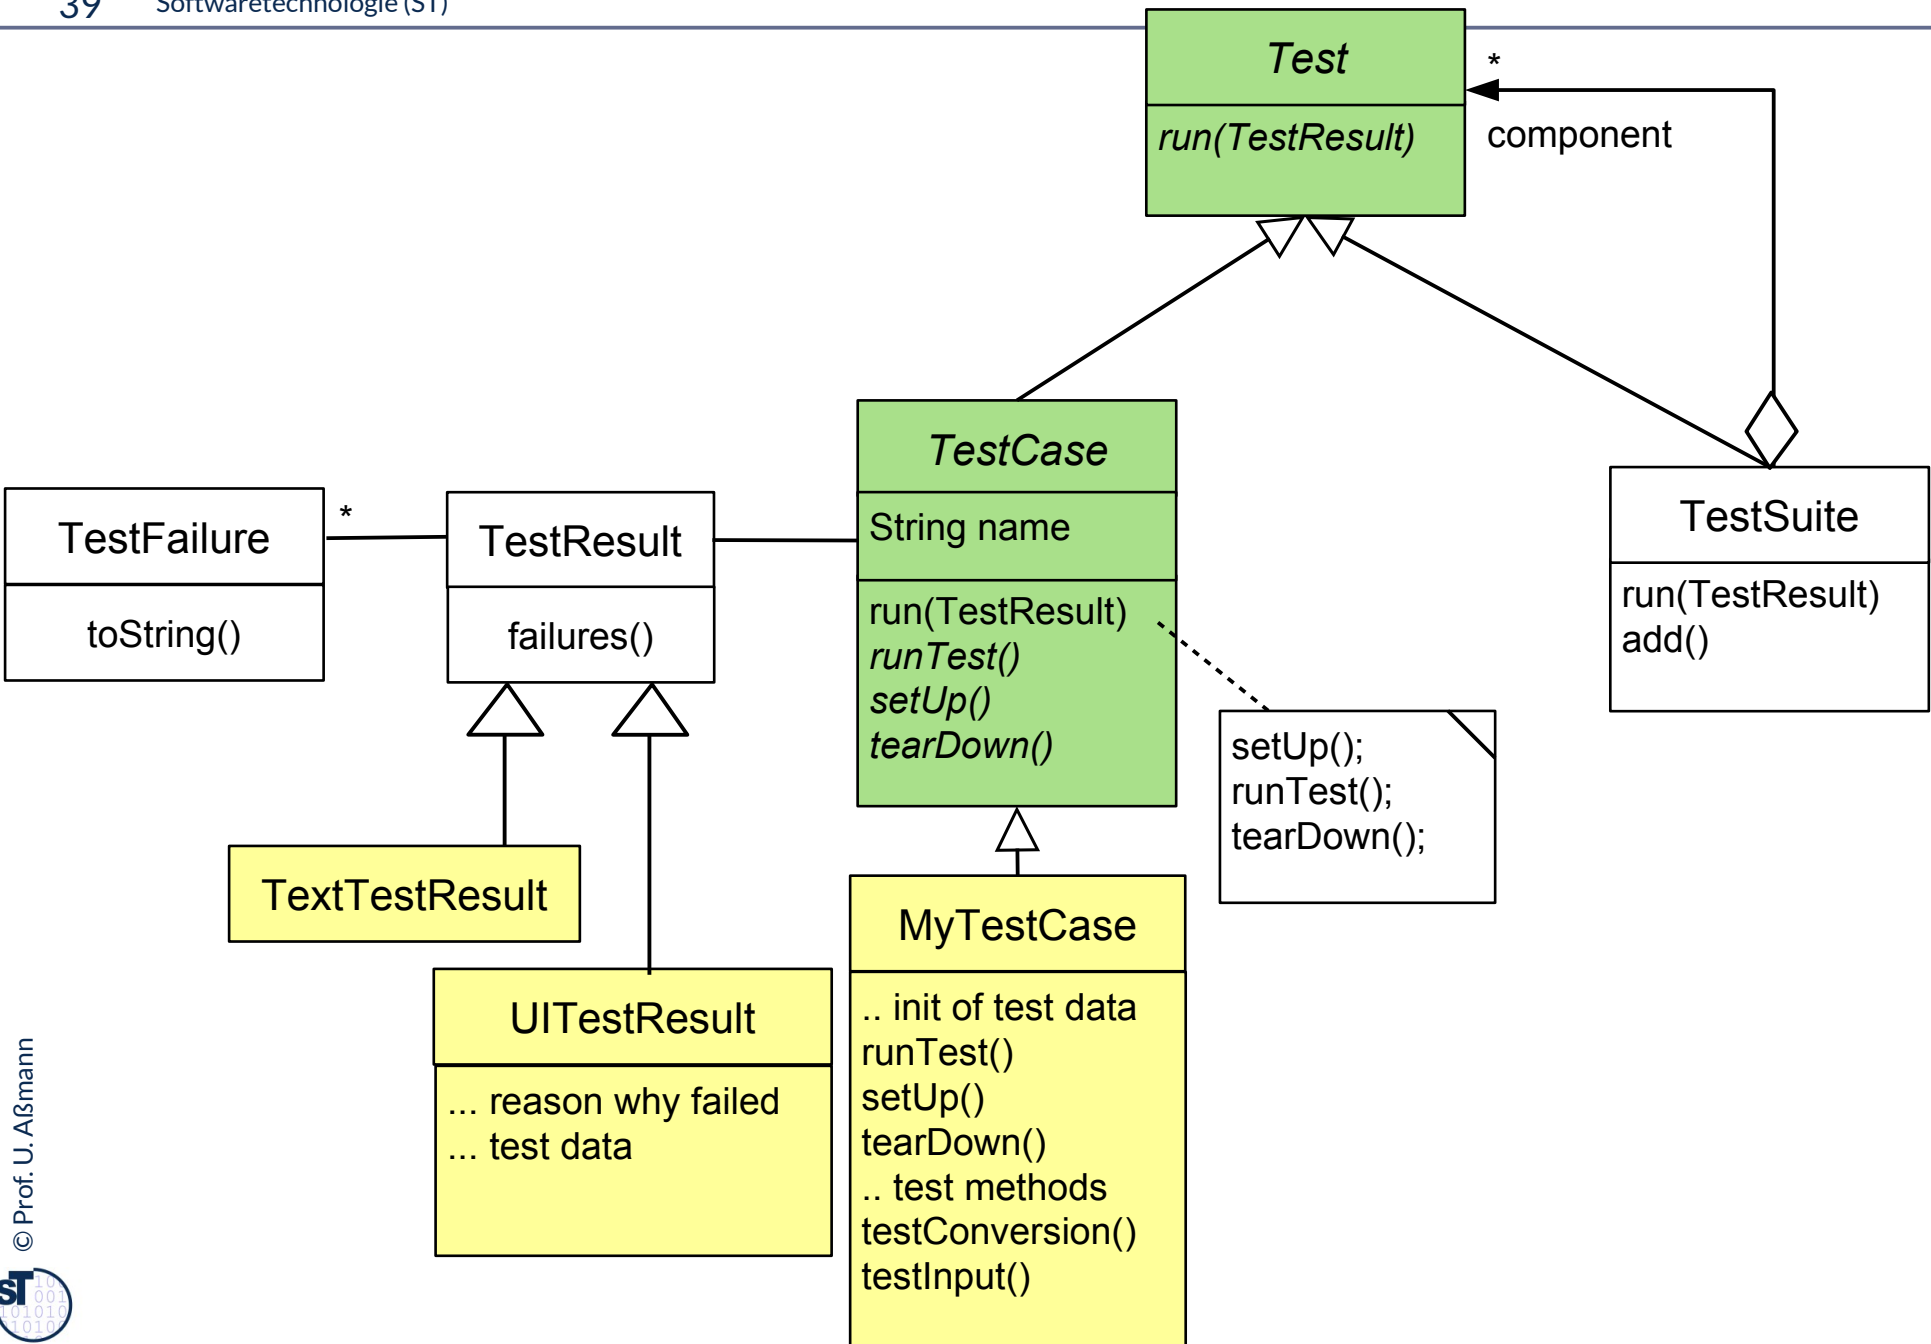 39
Softwaretechnologie (ST)
Test
run(TestResult)
*
component
TestCase
String name
run(TestResult)
runTest()
setUp()
tearDown()
TestSuite
run(TestResult)
add()
TestFailure
toString()
*
TestResult
failures()
setUp();
runTest();
tearDown();
TextTestResult
UITestResult
... reason why failed
... test data
MyTestCase
.. init of test data
runTest()
setUp()
tearDown()
.. test methods
testConversion()
testInput()
© Prof. U. Aßmann
ST